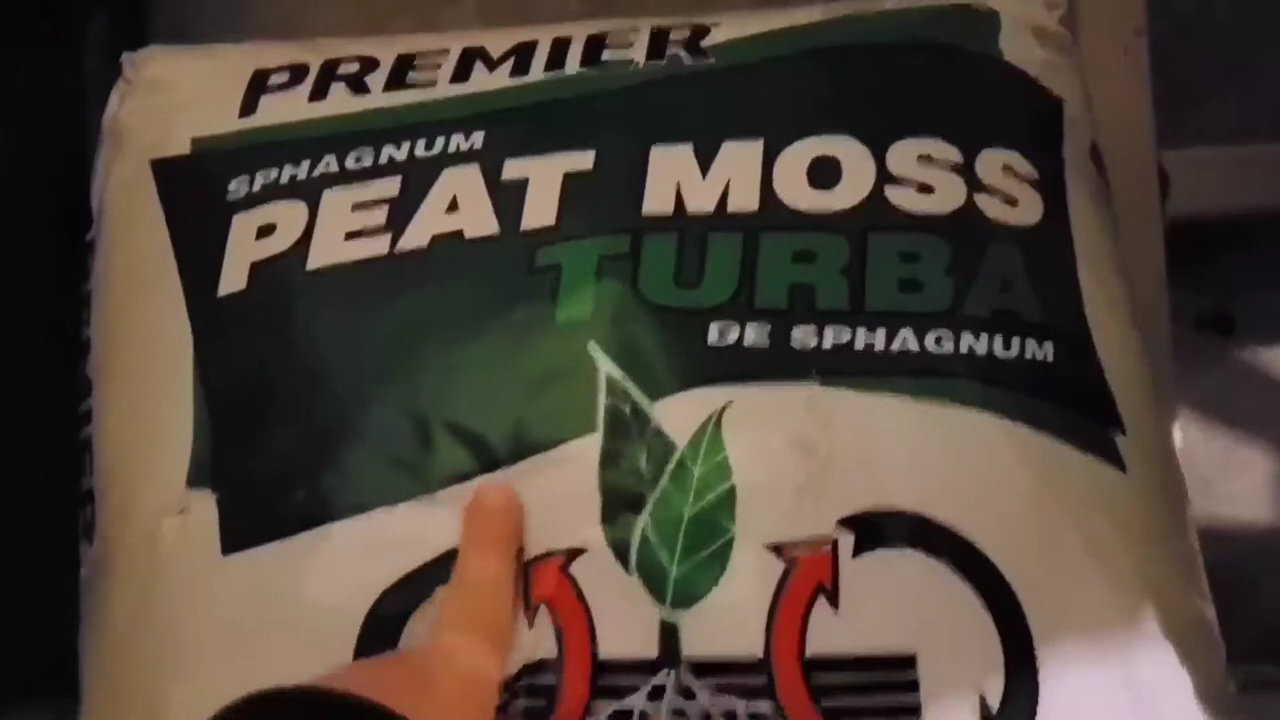 PREMIER
SPHAGNUM
PEAT MOSS
TURBA
DE SPHAGNUM